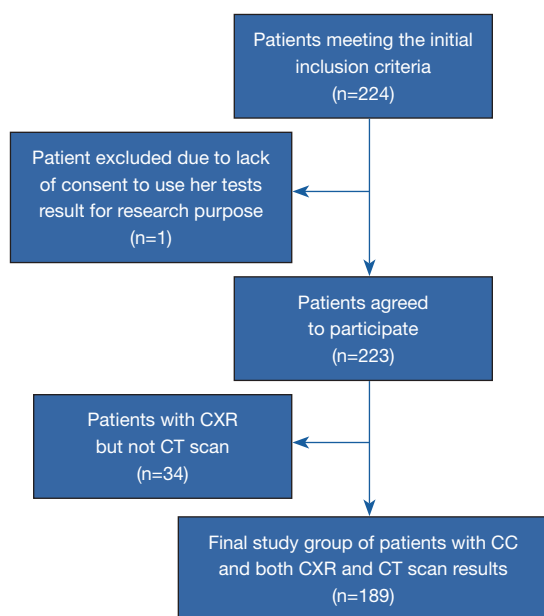 Patients meeting the initial
inclusion criteria
(n=224)
Patient excluded due to lack
of consent to use her tests
result for research purpose
(n=1)
Patients agreed
to participate
(n=223)
Patients with CXR
but not CT scan
(n=34)
Final study group of patients with CC
and both CXR and CT scan results
(n=189)